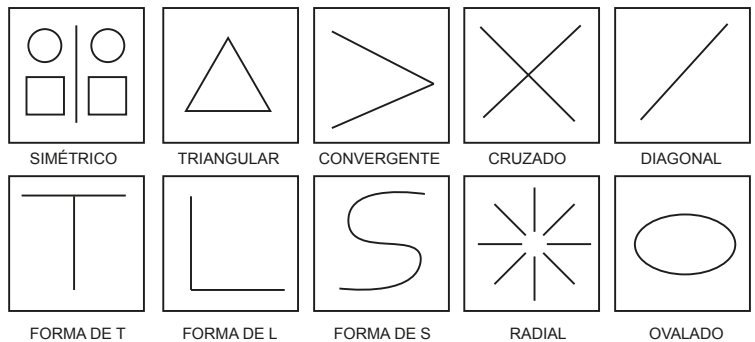 SIMÉTRICO
TRIANGULAR
CONVERGENTE
CRUZADO
DIAGONAL
FORMA DE T
FORMA DE L
FORMA DE S
RADIAL
OVALADO